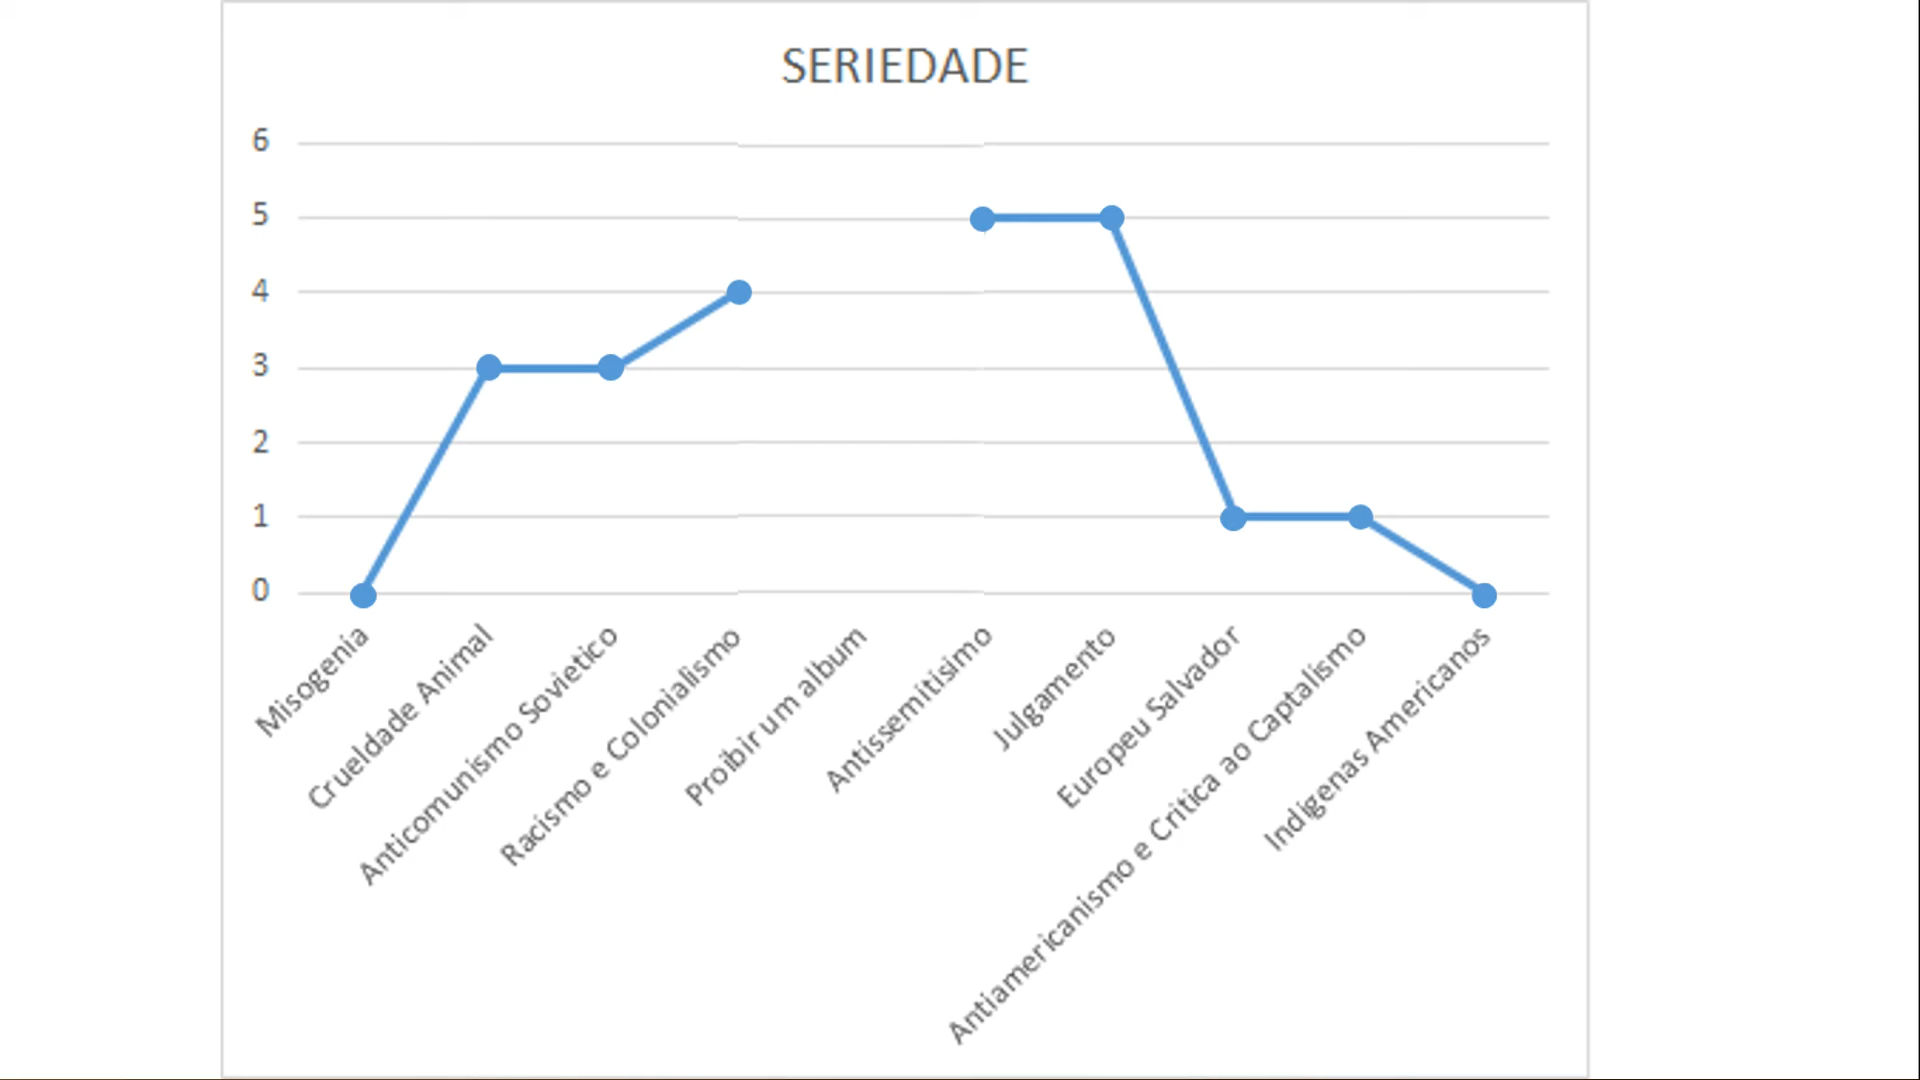 SERIEDADE
6
5
4
3
2
1
0
Misogenia
Crueldade Animal
Anticomunismo Sovietico
Racismo e Colonialismo
Proibir um album
Antissemitisimo
Julgamento
Europeu Salvador
Antiamericanismo e Critica ao Captalismo
Indigenas Americanos